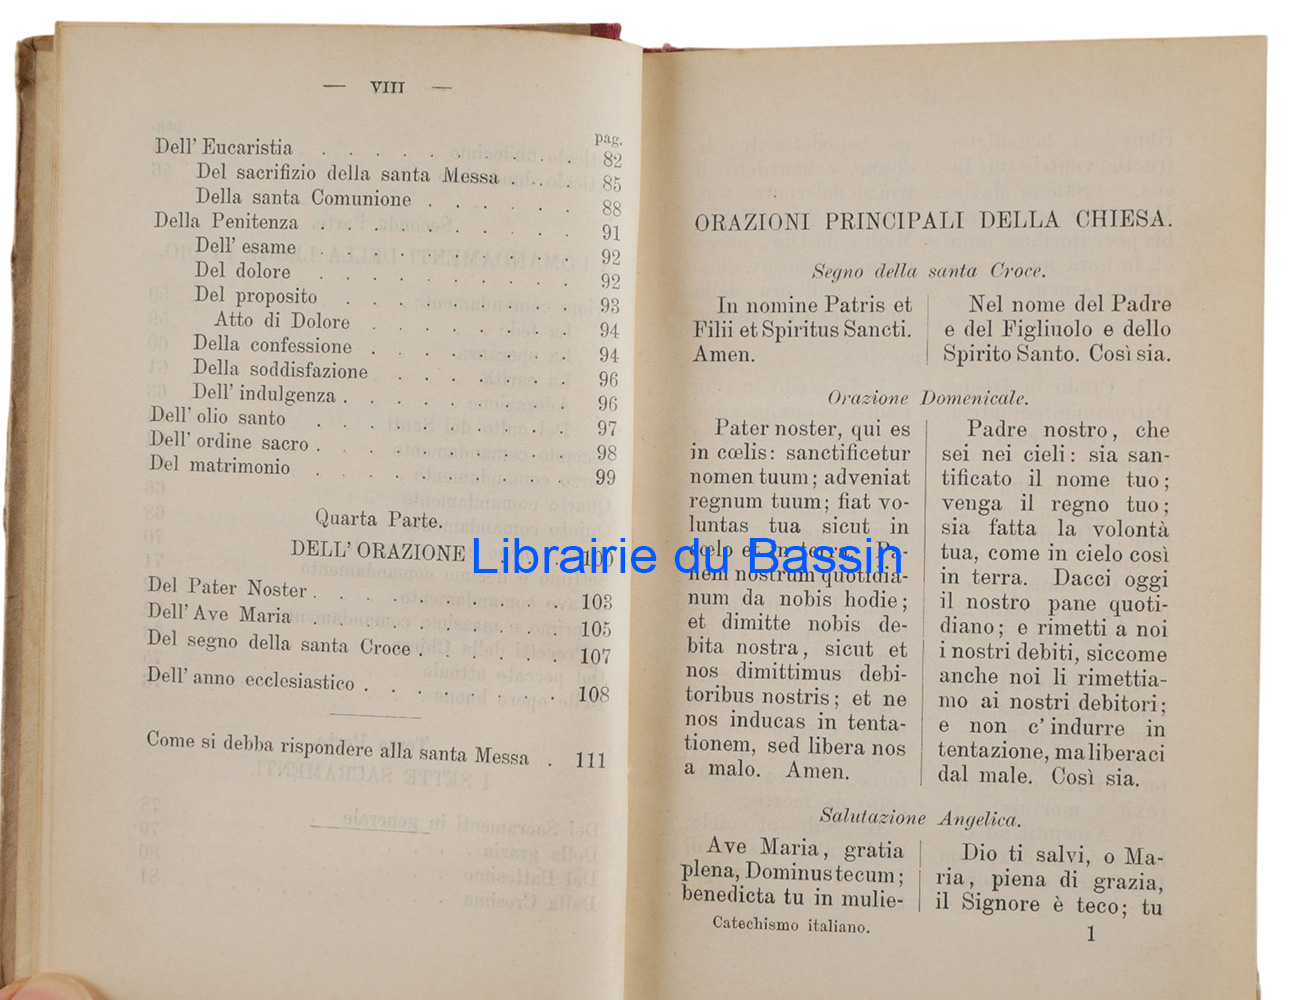 — VIII —
pag.
Dell' Eucaristia . . . . . . . . . . 82
Del sacrifizio della santa Messa . . . 85
Della santa Comunione . . . . . . 88
Della Penitenza . . . . . . . . . . 91
Dell' esame . . . . . . . . . . . 92
Del dolore . . . . . . . . . . . 92
Del proposito . . . . . . . . . . 93
Atto di Dolore . . . . . . . . 94
Della confessione . . . . . . . . 94
Della soddisfazione . . . . . . . 96
Dell' indulgenza . . . . . . . . . 96
Dell' olio santo . . . . . . . . . . 97
Dell' ordine sacro . . . . . . . . . 98
Del matrimonio . . . . . . . . . . 99
Quarta Parte.
DELL' ORAZIONE . . . 100
Del Pater Noster . . . . . . . . . . 103
Dell' Ave Maria . . . . . . . . . . 105
Del segno della santa Croce . . . . . . 107
Dell' anno ecclesiastico . . . . . . . . 108
Come si debba rispondere alla santa Messa . 111
ORAZIONI PRINCIPALI DELLA CHIESA.
Segno della santa Croce.
In nomine Patris et
Filii et Spiritus Sancti.
Amen.
Nel nome del Padre
e del Figliuolo e dello
Spirito Santo. Così sia.
Orazione Domenicale.
Pater noster, qui es
in cœlis: sanctificetur
nomen tuum; adveniat
regnum tuum; fiat vo-
luntas tua sicut in
cœlo et in terra. Pa-
nem nostrum quotidia-
num da nobis hodie;
et dimitte nobis de-
bita nostra, sicut et
nos dimittimus debi-
toribus nostris; et ne
nos inducas in tenta-
tionem, sed libera nos
a malo. Amen.
Padre nostro, che
sei nei cieli: sia san-
tificato il nome tuo;
venga il regno tuo;
sia fatta la volontà
tua, come in cielo così
in terra. Dacci oggi
il nostro pane quoti-
diano; e rimetti a noi
i nostri debiti, siccome
anche noi li rimettia-
mo ai nostri debitori;
e non c' indurre in
tentazione, ma liberaci
dal male. Così sia.
Salutazione Angelica.
Ave Maria, gratia
plena, Dominus tecum;
benedicta tu in mulie-
Dio ti salvi, o Ma-
ria, piena di grazia,
il Signore è teco; tu
Catechismo italiano.
1
Librairie du Bassin